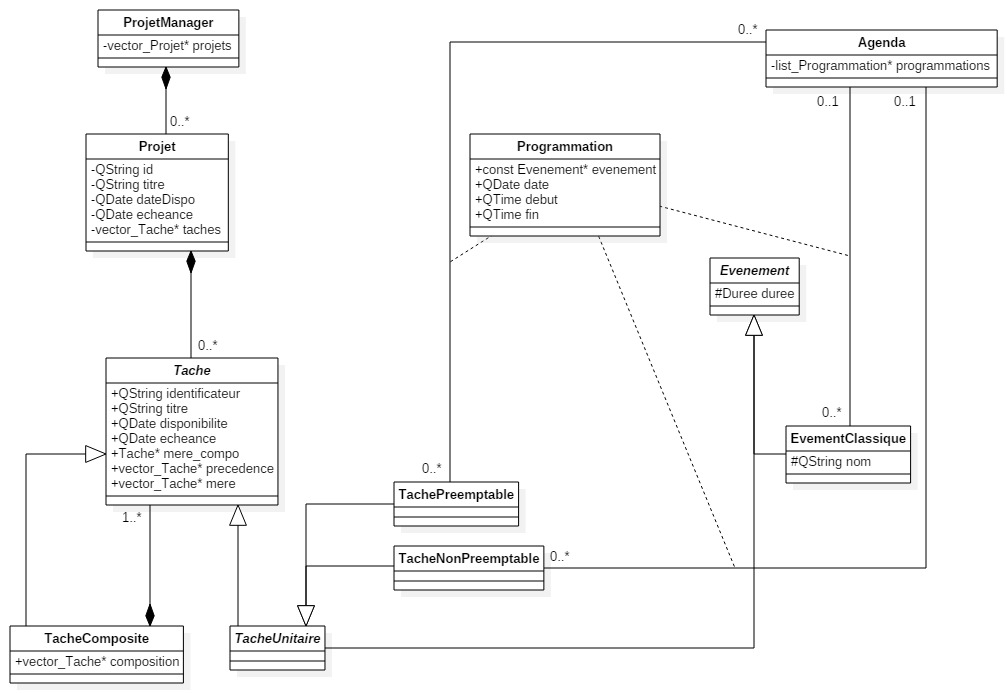 ProjetManager
-vector_Projet* projets
0..*
Projet
-QString id
-QString titre
-QDate dateDispo
-QDate echeance
-vector_Tache* taches
0..*
Tache
+QString identificateur
+QString titre
+QDate disponibilite
+QDate echeance
+Tache* mere_compo
+vector_Tache* precedence
+vector_Tache* mere
1..*
TacheComposite
+vector_Tache* composition
TacheUnitaire
0..*
Agenda
-list_Programmation* programmations
0..1
0..1
Programmation
+const Evenement* evenement
+QDate date
+QTime debut
+QTime fin
Evenement
#Duree duree
0..*
EvementClassique
#QString nom
0..*
TachePreemptable
TacheNonPreemptable
0..*